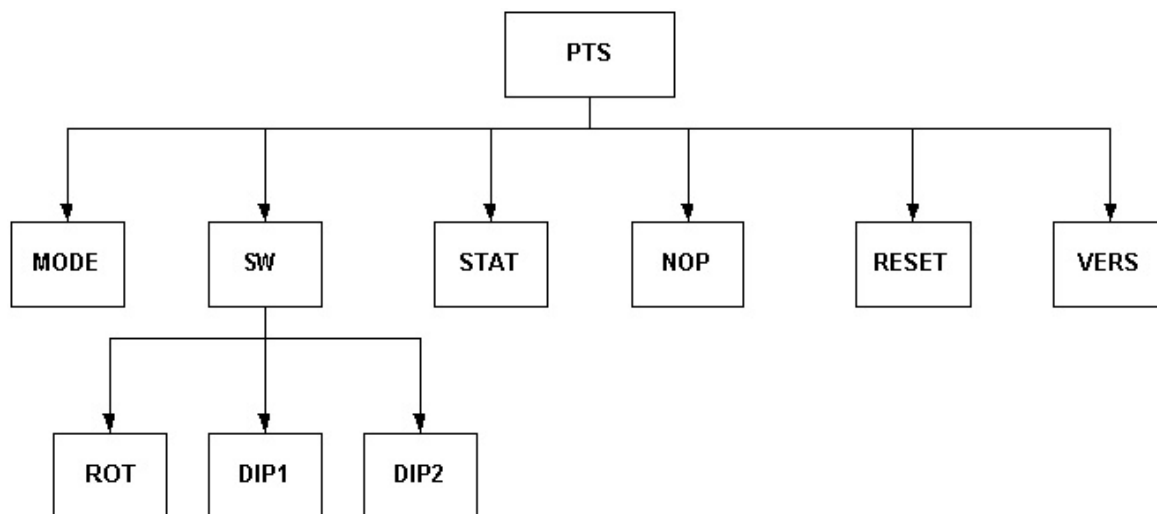 PTS
MODE
SW
STAT
NOP
RESET
VERS
ROT
DIP1
DIP2